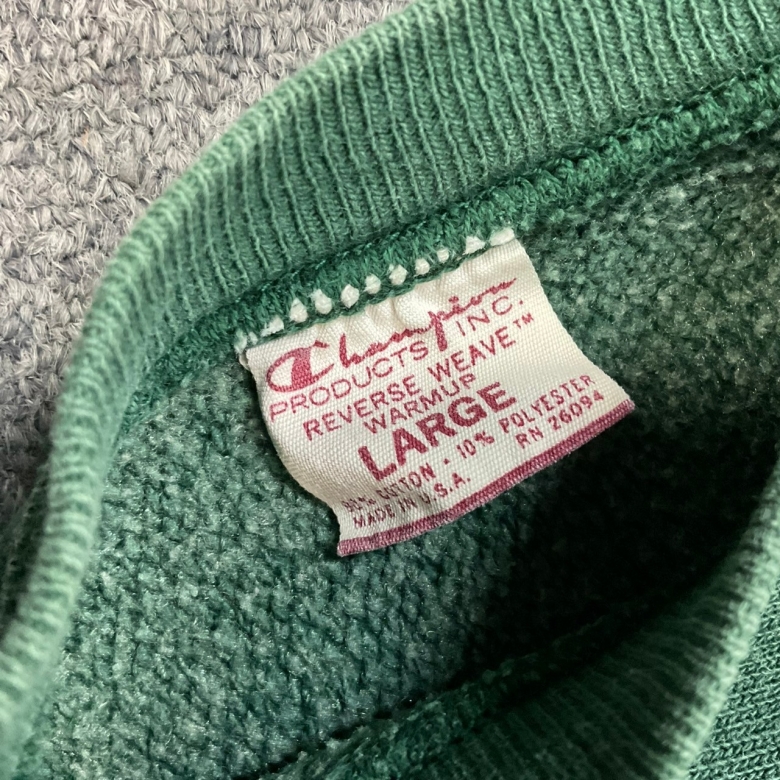 Champion
PRODUCTS INC.
REVERSE WEAVE™
WARMUP
LARGE
COTTON - 10% POLYESTER
MADE IN U.S.A. RN 26094